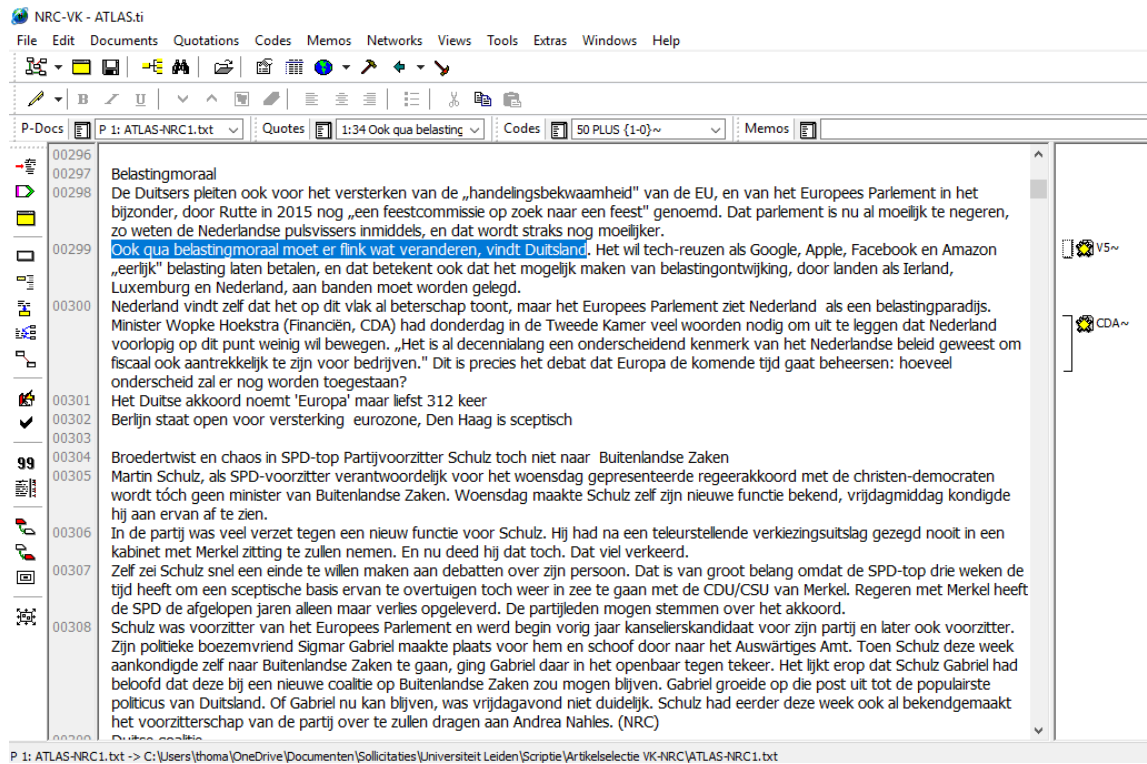 NRC-VK - ATLAS.ti
File Edit Documents Quotations Codes Memos Networks Views Tools Extras Windows Help
B I U
P-Docs P 1: ATLAS-NRC1.txt Quotes 1:34 Ook qua belasting Codes 50 PLUS {1-0}~ Memos
00296
00297 Belastingmoraal
00298 De Duitsers pleiten ook voor het versterken van de „handelingsbekwaamheid" van de EU, en van het Europees Parlement in het
bijzonder, door Rutte in 2015 nog „een feestcommissie op zoek naar een feest" genoemd. Dat parlement is nu al moeilijk te negeren,
zo weten de Nederlandse pulsvissers inmiddels, en dat wordt straks nog moeilijker.
00299 Ook qua belastingmoraal moet er flink wat veranderen, vindt Duitsland. Het wil tech-reuzen als Google, Apple, Facebook en Amazon
„eerlijk" belasting laten betalen, en dat betekent ook dat het mogelijk maken van belastingontwijking, door landen als Ierland,
Luxemburg en Nederland, aan banden moet worden gelegd.
V5~
00300 Nederland vindt zelf dat het op dit vlak al beterschap toont, maar het Europees Parlement ziet Nederland als een belastingparadijs.
Minister Wopke Hoekstra (Financiën, CDA) had donderdag in de Tweede Kamer veel woorden nodig om uit te leggen dat Nederland
voorlopig op dit punt weinig wil bewegen. „Het is al decennialang een onderscheidend kenmerk van het Nederlandse beleid geweest om
fiscaal ook aantrekkelijk te zijn voor bedrijven." Dit is precies het debat dat Europa de komende tijd gaat beheersen: hoeveel
onderscheid zal er nog worden toegestaan?
CDA~
00301 Het Duitse akkoord noemt 'Europa' maar liefst 312 keer
00302 Berlijn staat open voor versterking eurozone, Den Haag is sceptisch
00303
00304 Broedertwist en chaos in SPD-top Partijvoorzitter Schulz toch niet naar Buitenlandse Zaken
00305 Martin Schulz, als SPD-voorzitter verantwoordelijk voor het woensdag gepresenteerde regeerakkoord met de christen-democraten
wordt tóch geen minister van Buitenlandse Zaken. Woensdag maakte Schulz zelf zijn nieuwe functie bekend, vrijdagmiddag kondigde
hij aan ervan af te zien.
00306 In de partij was veel verzet tegen een nieuw functie voor Schulz. Hij had na een teleurstellende verkiezingsuitslag gezegd nooit in een
kabinet met Merkel zitting te zullen nemen. En nu deed hij dat toch. Dat viel verkeerd.
00307 Zelf zei Schulz snel een einde te willen maken aan debatten over zijn persoon. Dat is van groot belang omdat de SPD-top drie weken de
tijd heeft om een sceptische basis ervan te overtuigen toch weer in zee te gaan met de CDU/CSU van Merkel. Regeren met Merkel heeft
de SPD de afgelopen jaren alleen maar verlies opgeleverd. De partijleden mogen stemmen over het akkoord.
00308 Schulz was voorzitter van het Europees Parlement en werd begin vorig jaar kanselierskandidaat voor zijn partij en later ook voorzitter.
Zijn politieke boezemvriend Sigmar Gabriel maakte plaats voor hem en schoof door naar het Auswärtiges Amt. Toen Schulz deze week
aankondigde zelf naar Buitenlandse Zaken te gaan, ging Gabriel daar in het openbaar tegen tekeer. Het lijkt erop dat Schulz Gabriel had
beloofd dat deze bij een nieuwe coalitie op Buitenlandse Zaken zou mogen blijven. Gabriel groeide op die post uit tot de populairste
politicus van Duitsland. Of Gabriel nu kan blijven, was vrijdagavond niet duidelijk. Schulz had eerder deze week ook al bekendgemaakt
het voorzitterschap van de partij over te zullen dragen aan Andrea Nahles. (NRC)
00309 Duitse coalitie
P 1: ATLAS-NRC1.txt -> C:\Users\thoma\OneDrive\Documenten\Sollicitaties\Universiteit Leiden\Scriptie\Artikelselectie VK-NRC\ATLAS-NRC1.txt